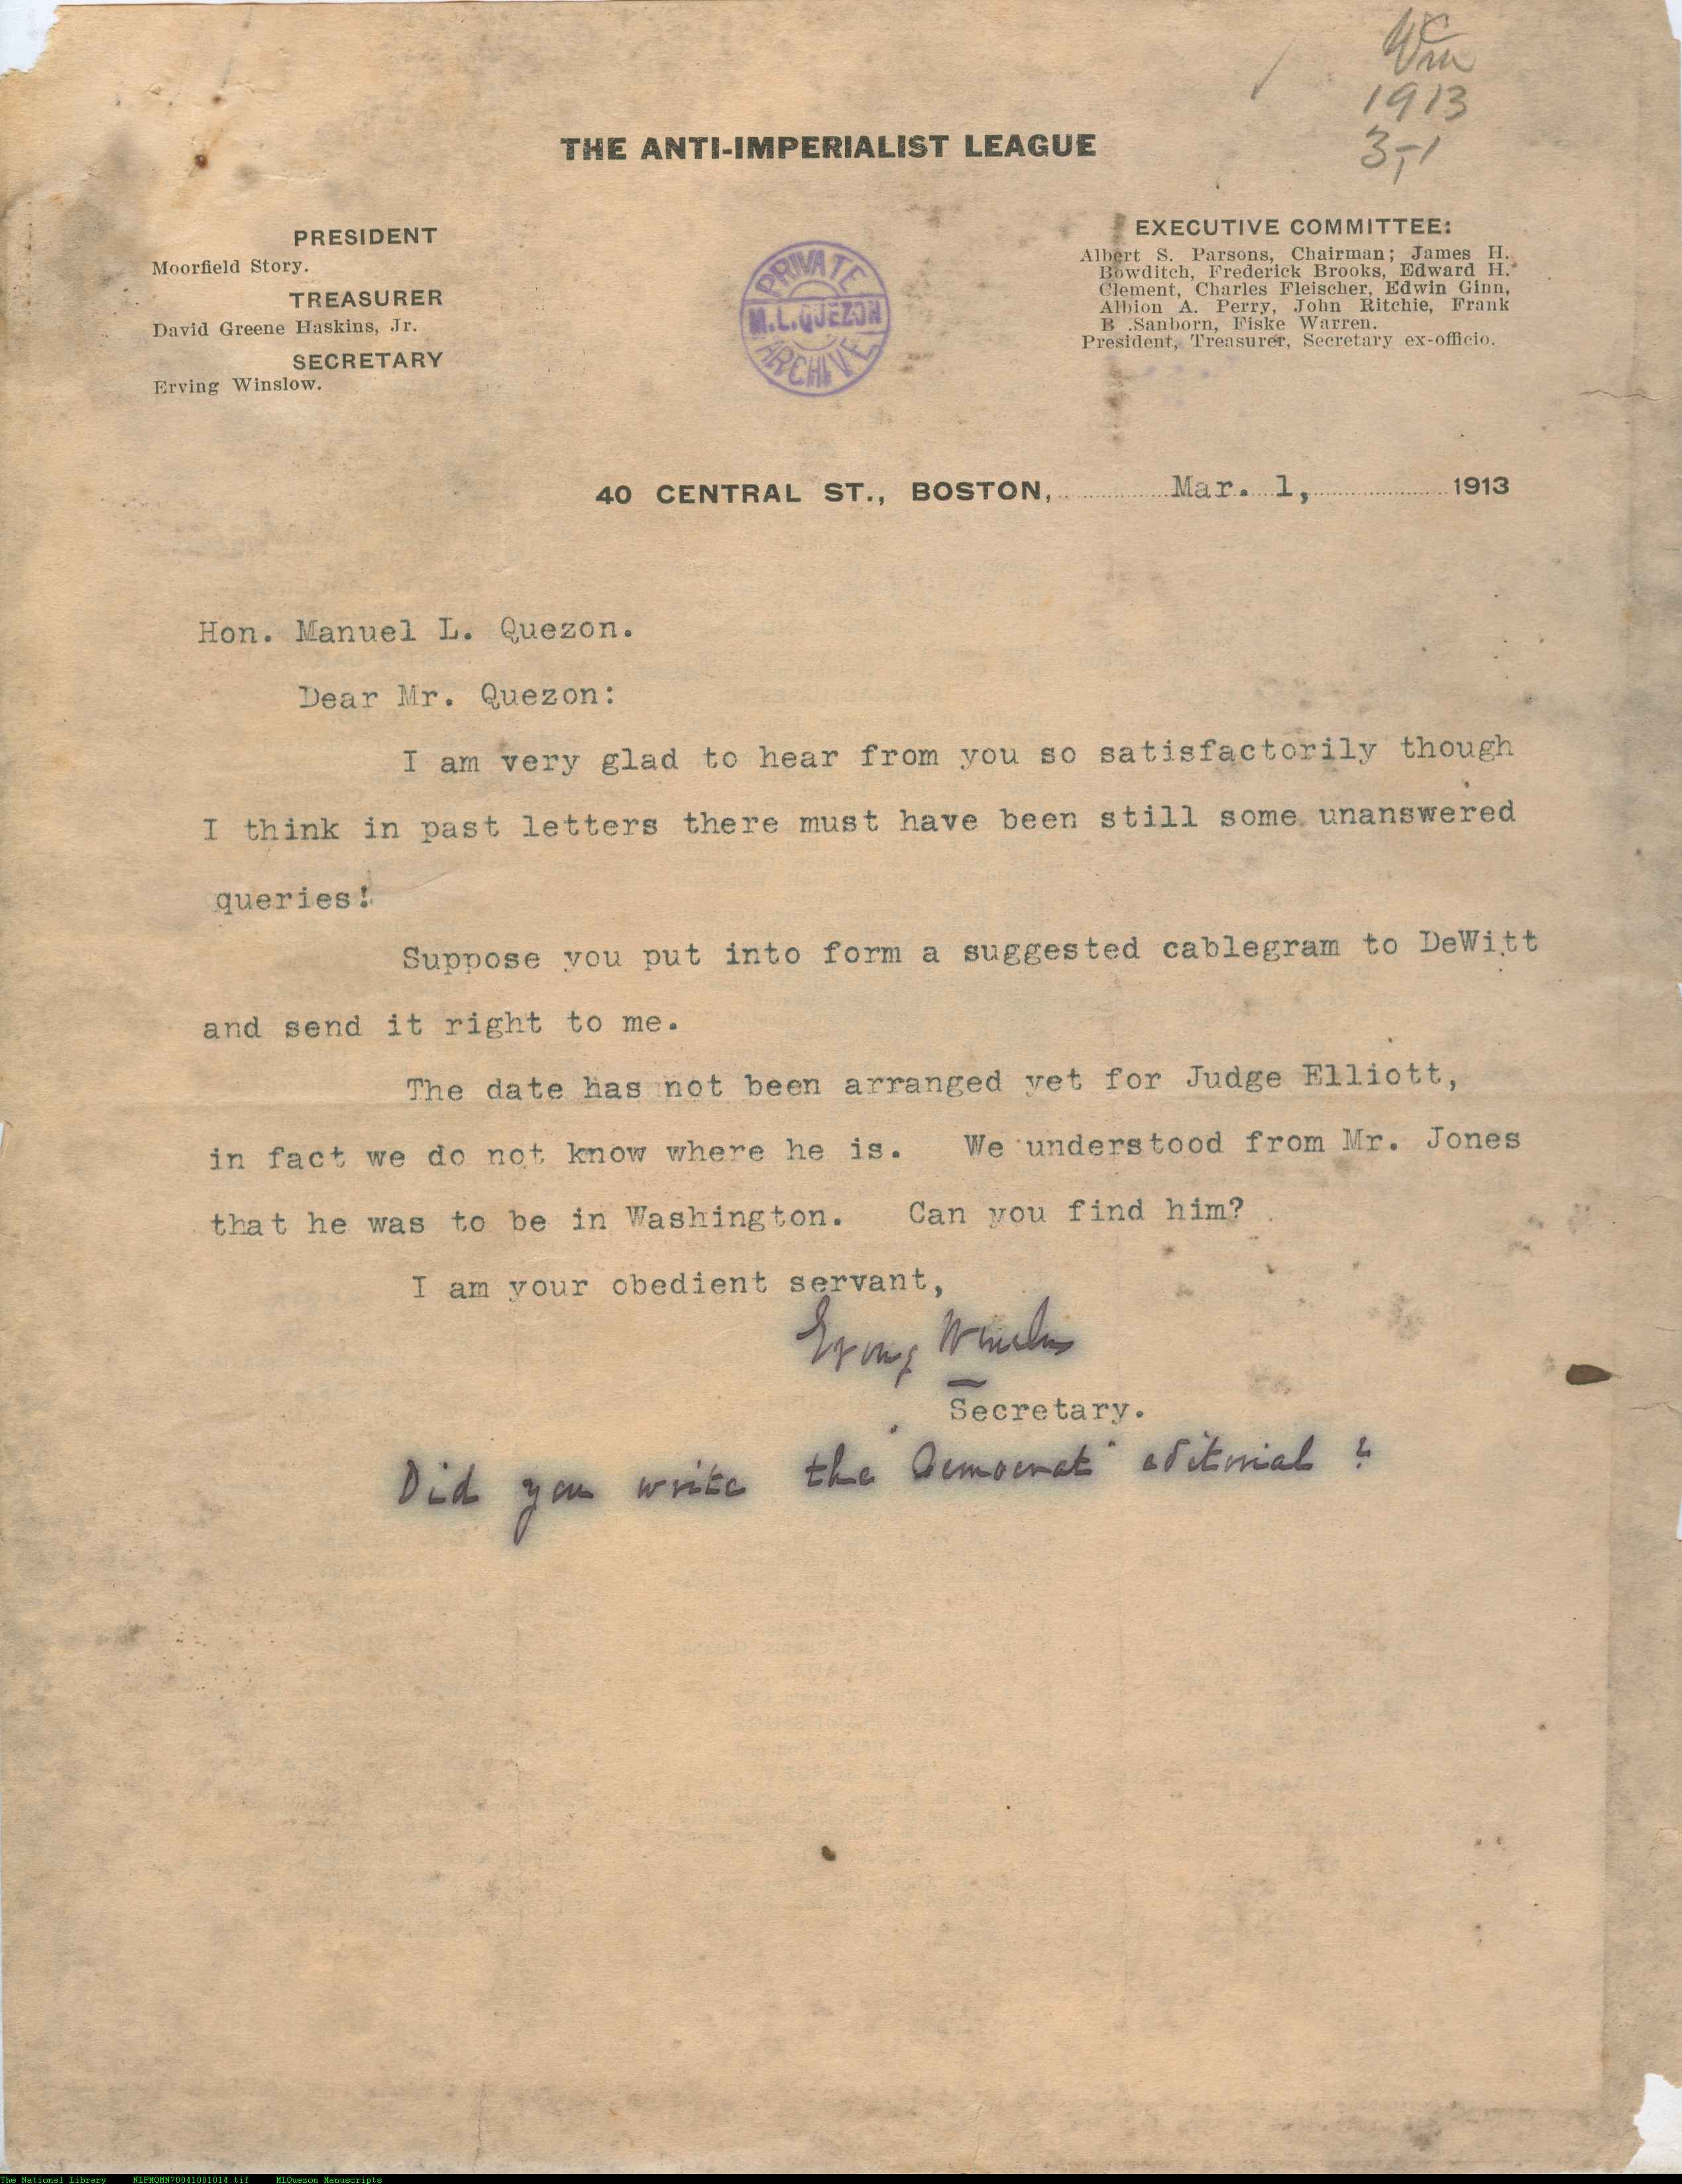 1913
3-1
THE ANTI-IMPERIALIST LEAGUE
PRESIDENT
Moorfield Story.
TREASURER
David Greene Haskins, Jr.
SECRETARY
Erving Winslow.
PRIVATE
M.L.QUEZON
ARCHIVE
EXECUTIVE COMMITTEE:
Albert S. Parsons, Chairman; James H.
Bowditch, Frederick Brooks, Edward H.
Clement, Charles Fleischer, Edwin Ginn,
Albion A. Perry, John Ritchie, Frank
B .Sanborn, Fiske Warren.
President, Treasurer, Secretary ex-officio.
40 CENTRAL ST., BOSTON, Mar. 1, 1913
Hon. Manuel L. Quezon.
Dear Mr. Quezon:
I am very glad to hear from you so satisfactorily though
I think in past letters there must have been still some unanswered
queries!
Suppose you put into form a suggested cablegram to DeWitt
and send it right to me.
The date has not been arranged yet for Judge Elliott,
in fact we do not know where he is. We understood from Mr. Jones
that he was to be in Washington. Can you find him?
I am your obedient servant,
Erving Winslow
Secretary.
Did you write the "Democrat" editorial?
The National Library NLPMQMN70041001014.tif MLQuezon Manuscripts